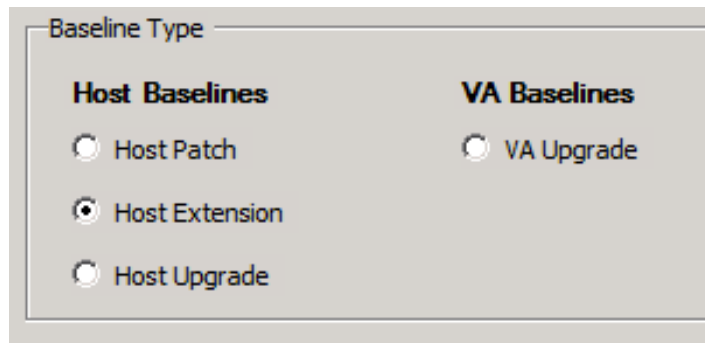 Baseline Type
Host Baselines
Host Patch
Host Extension
Host Upgrade
VA Baselines
VA Upgrade